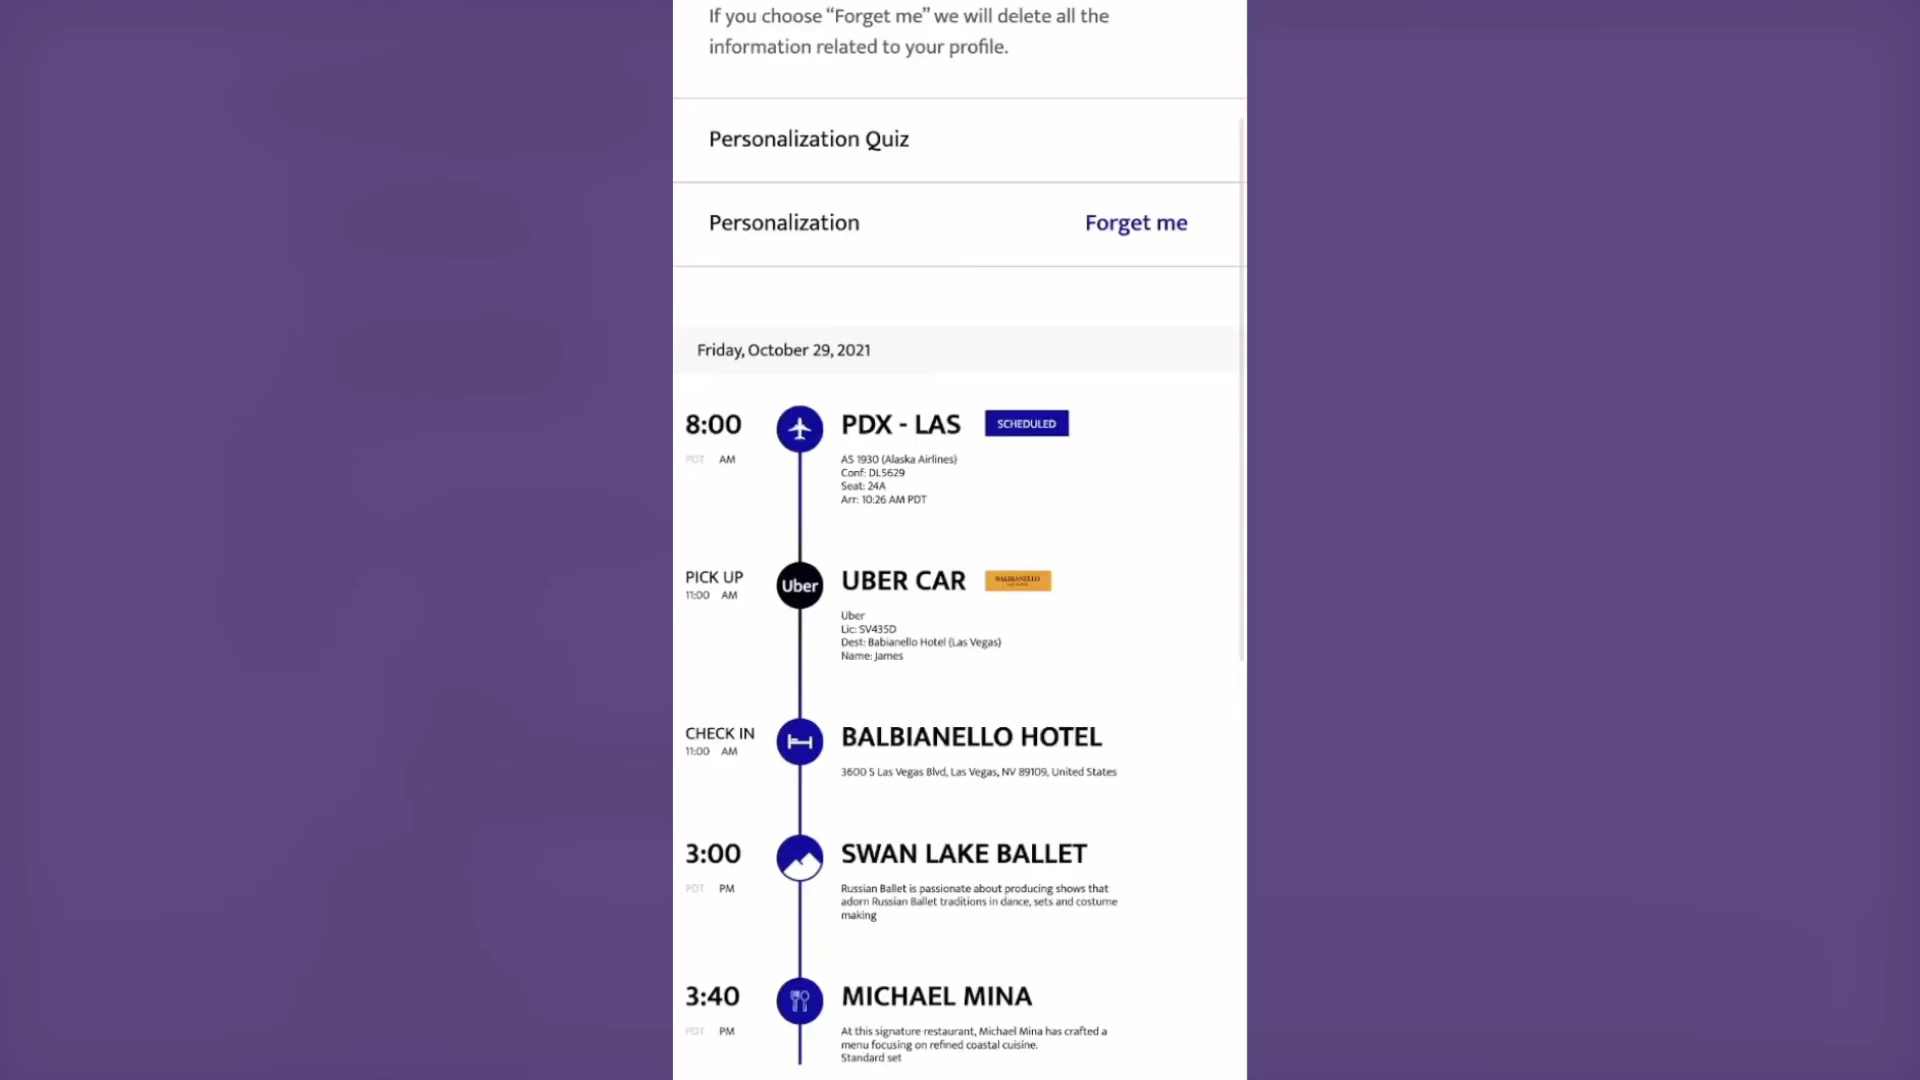 If you choose “Forget me” we will delete all the
information related to your profile.
Personalization Quiz
Personalization Forget me
Friday, October 29, 2021
8:00 PDX - LAS SCHEDULED
PDT AM
AS 1930 (Alaska Airlines)
Conf: DL5629
Seat: 24A
Arr: 10:26 AM PDT
PICK UP
11:00 AM
Uber
UBER CAR
BALBIANELLO
Uber
Lic: SV435D
Dest: Babianello Hotel (Las Vegas)
Name: James
CHECK IN
11:00 AM
BALBIANELLO HOTEL
3600 S Las Vegas Blvd, Las Vegas, NV 89109, United States
3:00 SWAN LAKE BALLET
PDT PM
Russian Ballet is passionate about producing shows that
adorn Russian Ballet traditions in dance, sets and costume
making
3:40 MICHAEL MINA
PDT PM
At this signature restaurant, Michael Mina has crafted a
menu focusing on refined coastal cuisine.
Standard set